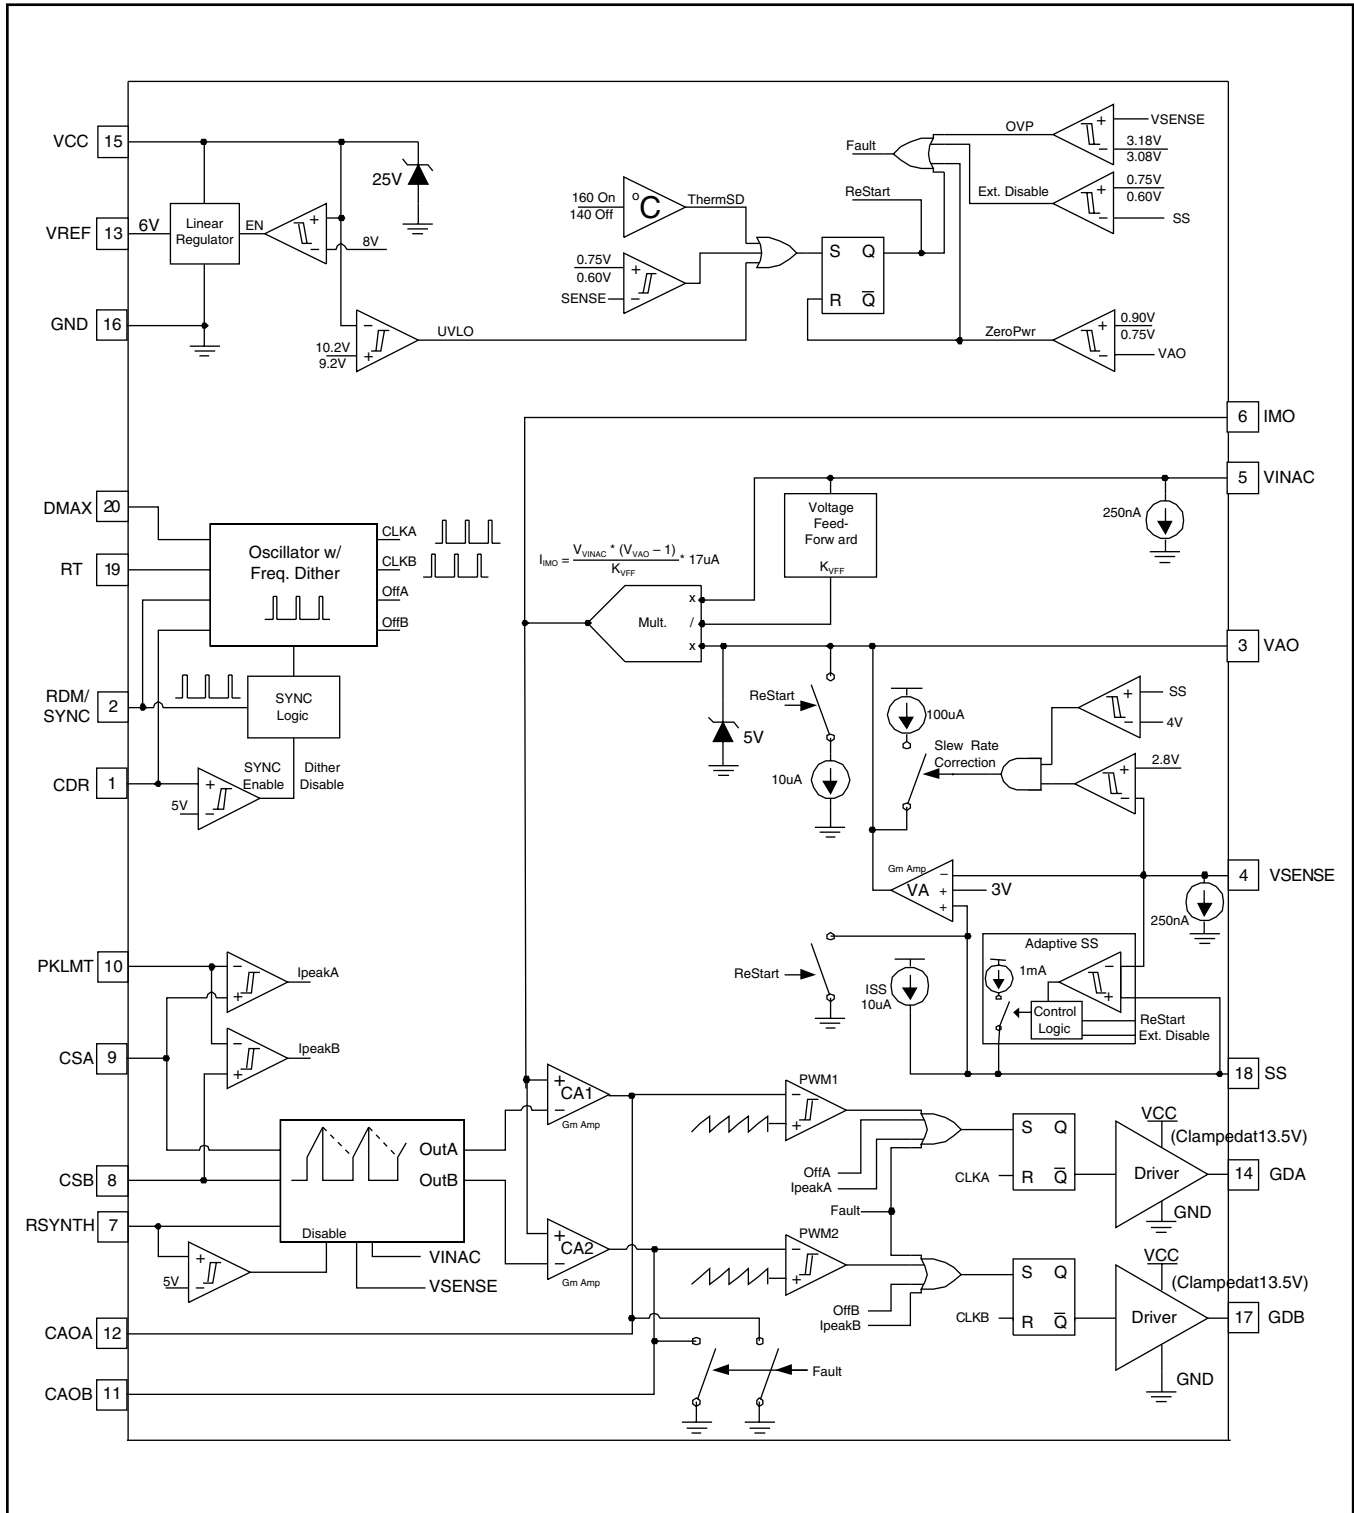 VCC 15
25V
VREF 13
6V
Linear
Regulator
EN
+
−
8V
GND 16
10.2V
9.2V
−
+
UVLO
160 On
140 Off
°C
ThermSD
0.75V
0.60V
SENSE
+
−
S Q
R Q̅
Fault
ReStart
OVP
+
−
VSENSE
3.18V
3.08V
Ext. Disable
+
−
0.75V
0.60V
SS
ZeroPwr
+
−
0.90V
0.75V
VAO
6 IMO
5 VINAC
250nA
Voltage
Feed-
Forw ard
K_VFF
I_IMO = V_VINAC * (V_VAO – 1) / K_VFF * 17uA
Mult.
x
/
x
3 VAO
DMAX 20
RT 19
Oscillator w/
Freq. Dither
CLKA
CLKB
OffA
OffB
RDM/
SYNC 2
SYNC
Logic
CDR 1
5V
+
−
SYNC
Enable
Dither
Disable
5V
ReStart
10uA
100uA
Slew Rate
Correction
+
−
SS
4V
+
−
2.8V
Gm Amp
VA
−
+
+
3V
4 VSENSE
250nA
ReStart
ISS
10uA
Adaptive SS
1mA
−
+
Control
Logic
ReStart
Ext. Disable
18 SS
PKLMT 10
−
+
IpeakA
−
+
IpeakB
CSA 9
CSB 8
RSYNTH 7
5V
+
−
OutA
OutB
Disable
VINAC
VSENSE
+
−
CA1
Gm Amp
+
−
CA2
Gm Amp
CAOA 12
CAOB 11
PWM1
−
+
OffA
IpeakA
Fault
PWM2
−
+
OffB
IpeakB
Fault
S Q
R Q̅
CLKA
VCC
(Clampedat13.5V)
Driver
GND
14 GDA
S Q
R Q̅
CLKB
VCC
(Clampedat13.5V)
Driver
GND
17 GDB